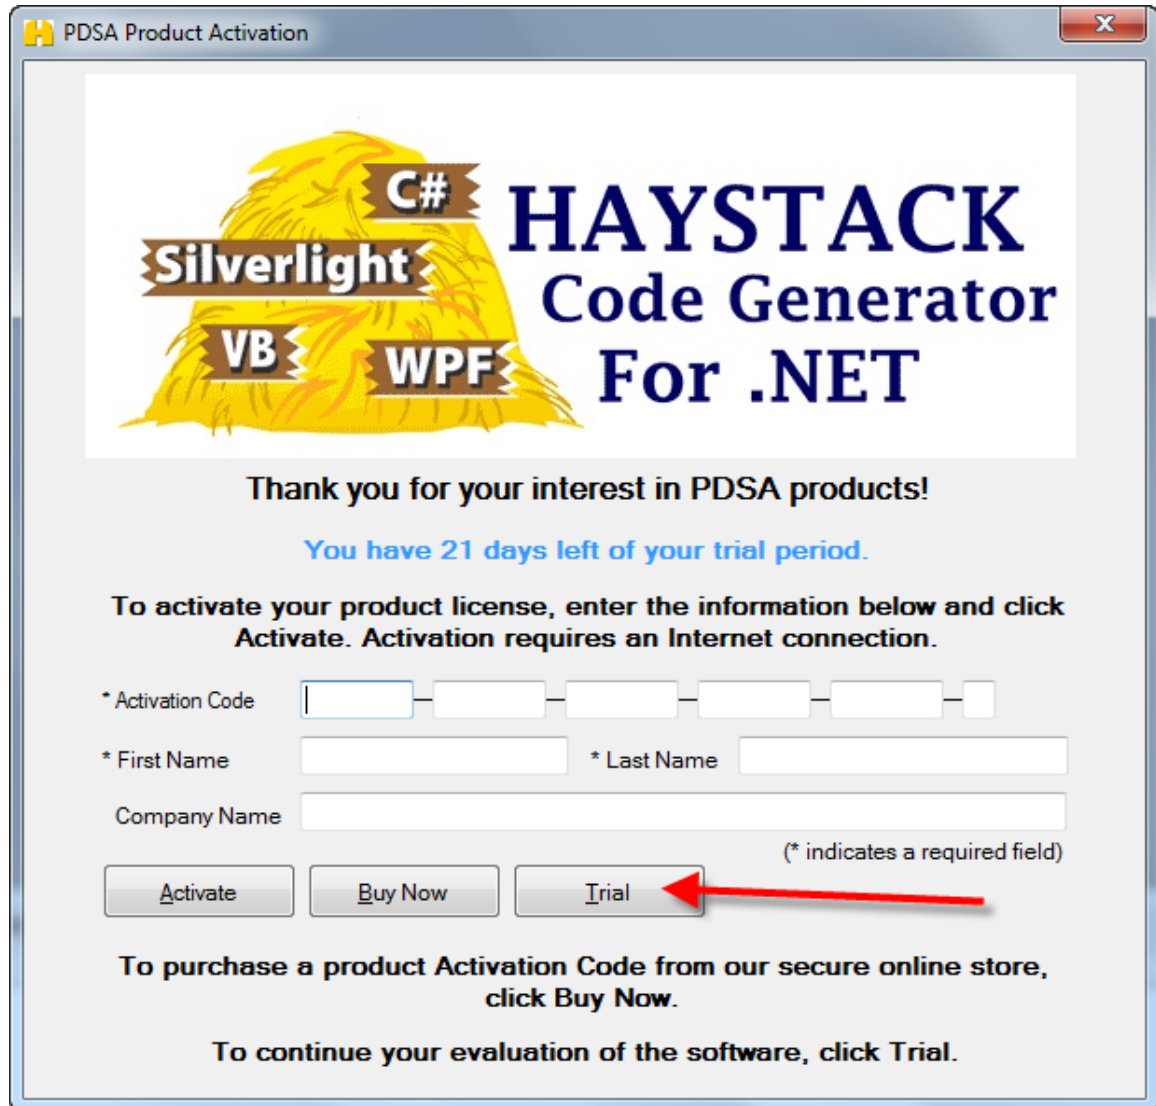 PDSA Product Activation
C#
HAYSTACK
Silverlight
Code Generator
VB
WPF
For .NET
Thank you for your interest in PDSA products!
You have 21 days left of your trial period.
To activate your product license, enter the information below and click
Activate. Activation requires an Internet connection.
* Activation Code
* First Name
* Last Name
Company Name
(* indicates a required field)
Activate
Buy Now
Trial
To purchase a product Activation Code from our secure online store,
click Buy Now.
To continue your evaluation of the software, click Trial.